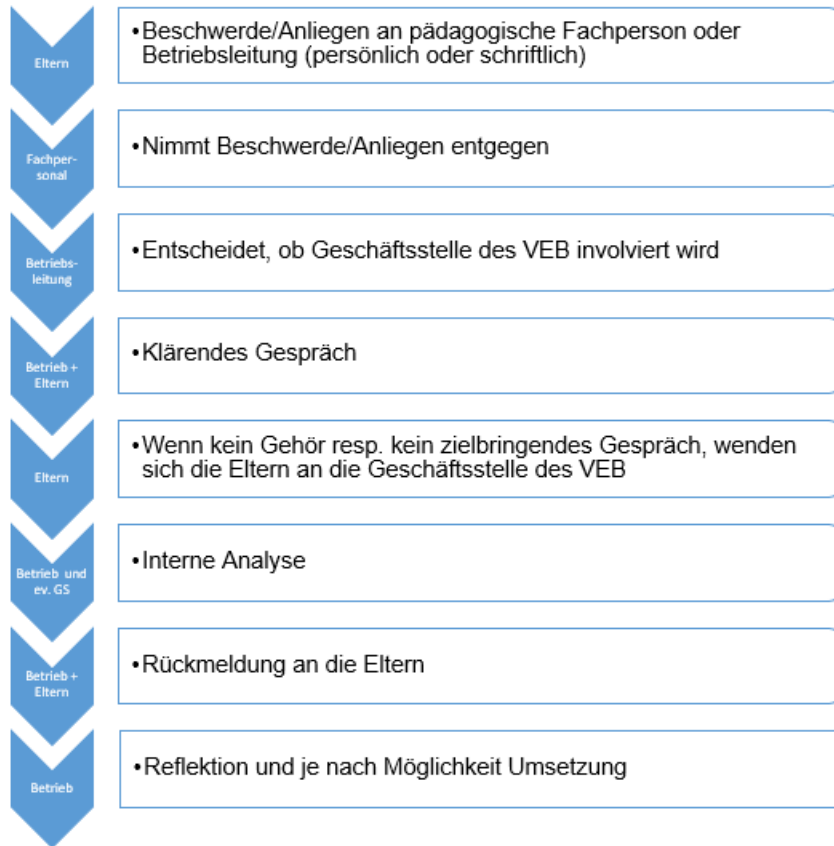 Eltern
•Beschwerde/Anliegen an pädagogische Fachperson oder
Betriebsleitung (persönlich oder schriftlich)
Fachper-
sonal
•Nimmt Beschwerde/Anliegen entgegen
Betriebs-
leitung
•Entscheidet, ob Geschäftsstelle des VEB involviert wird
Betrieb +
Eltern
•Klärendes Gespräch
Eltern
•Wenn kein Gehör resp. kein zielbringendes Gespräch, wenden
sich die Eltern an die Geschäftsstelle des VEB
Betrieb und
ev. GS
•Interne Analyse
Betrieb +
Eltern
•Rückmeldung an die Eltern
Betrieb
•Reflektion und je nach Möglichkeit Umsetzung